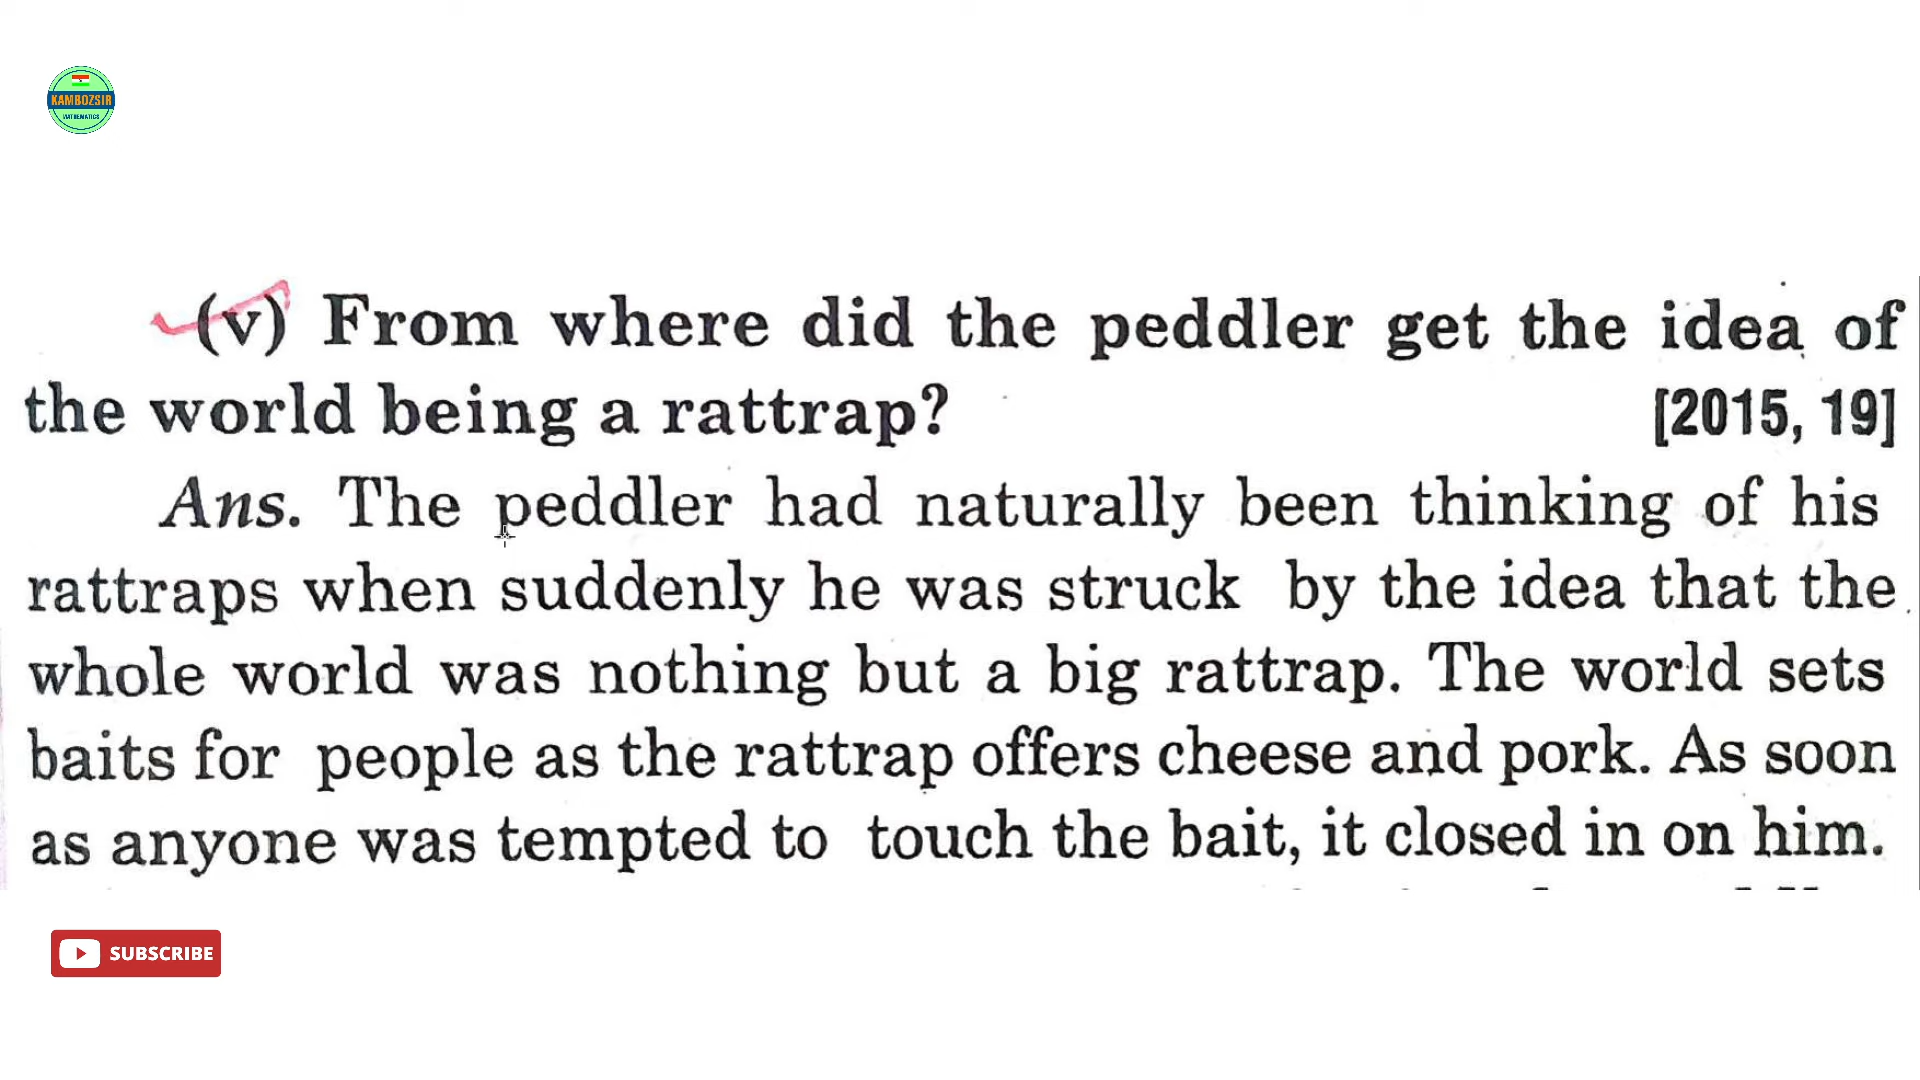 KAMBOZSIR
MATHEMATICS
(v) From where did the peddler get the idea of
the world being a rattrap? [2015, 19]
Ans. The peddler had naturally been thinking of his
rattraps when suddenly he was struck by the idea that the
whole world was nothing but a big rattrap. The world sets
baits for people as the rattrap offers cheese and pork. As soon
as anyone was tempted to touch the bait, it closed in on him.
SUBSCRIBE